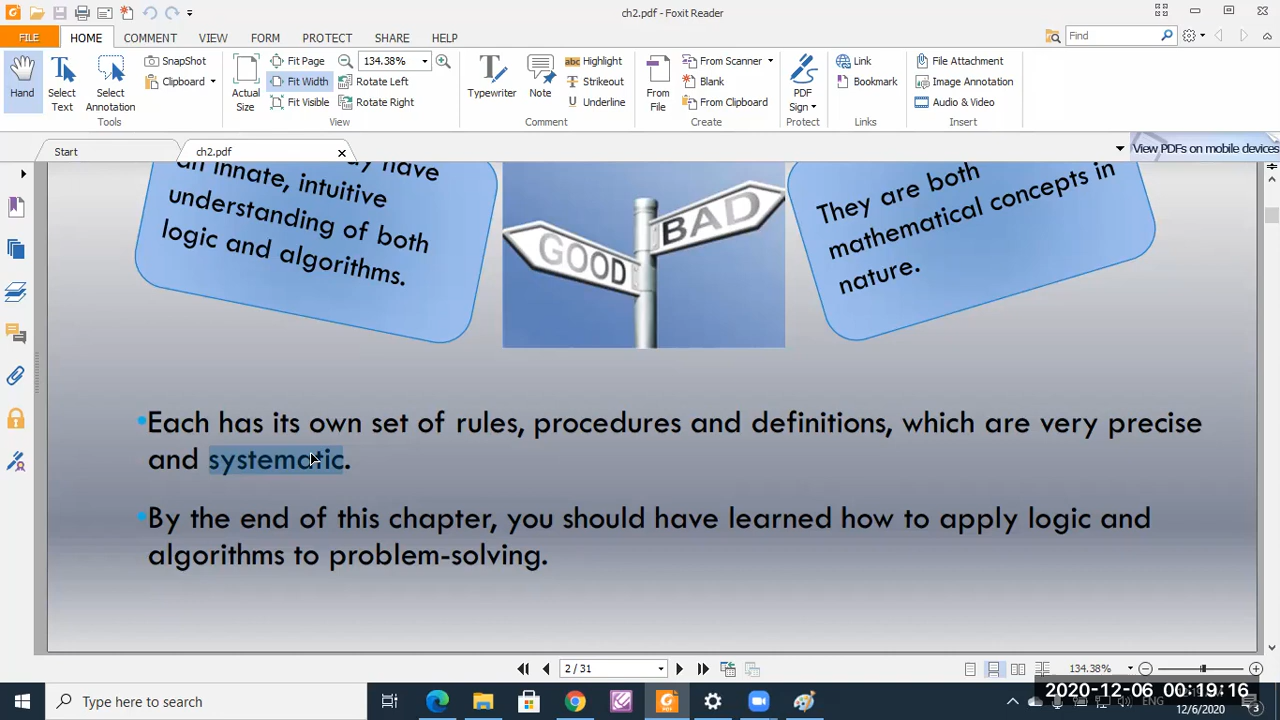 ch2.pdf - Foxit Reader
FILE
HOME
COMMENT
VIEW
FORM
PROTECT
SHARE
HELP
Find
Hand
Select Text
Select Annotation
SnapShot
Clipboard
Tools
Actual Size
Fit Page
Fit Width
Fit Visible
134.38%
Rotate Left
Rotate Right
View
Typewriter
Note
abc Highlight
Strikeout
U Underline
Comment
From File
From Scanner
Blank
From Clipboard
Create
PDF Sign
Protect
Link
Bookmark
Links
File Attachment
Image Annotation
Audio & Video
Insert
Start
ch2.pdf
View PDFs on mobile devices
have
an innate, intuitive
understanding of both
logic and algorithms.
GOOD
BAD
They are both
mathematical concepts in
nature.
•Each has its own set of rules, procedures and definitions, which are very precise
and systematic.
•By the end of this chapter, you should have learned how to apply logic and
algorithms to problem-solving.
2 / 31
134.38%
Type here to search
2020-12-06 00:19:16
12/6/2020